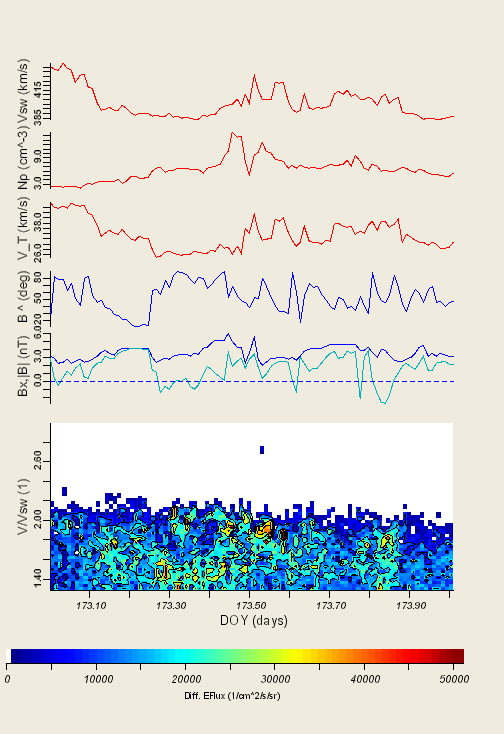 Vsw (km/s)
415
385
Np (cm^-3)
9.0
3.0
V_T (km/s)
38.0
26.0
B ^ (deg)
80
50
20
Bx,|B| (nT)
6.0
3.0
0.0
V/Vsw (1)
2.60
2.00
1.40
173.10 173.30 173.50 173.70 173.90
DOY (days)
0 10000 20000 30000 40000 50000
Diff. EFlux (1/cm^2/s/sr)